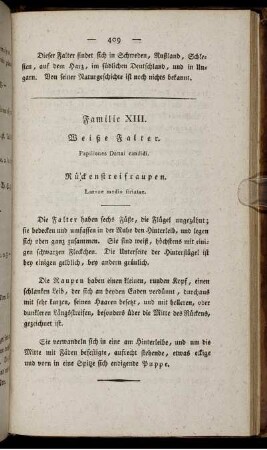 — 409 —
Dieser Falter findet sich in Schweden, Rußland, Schle-
sien, auf dem Harz, im südlichen Deutschland, und in Un-
garn. Von seiner Naturgeschichte ist noch nichts bekannt.
Familie XIII.
Weiße Falter.
Papiliones Danai candidi.
Rückenstreifraupen.
Larvae medio striatae.
Die Falter haben sechs Füße, die Flügel ungezähnt;
sie bedecken und umfassen in der Ruhe den Hinterleib, und legen
sich oben ganz zusammen. Sie sind weiß, höchstens mit eini-
gen schwarzen Fleckchen. Die Unterseite der Hinterflügel ist
bey einigen gelblich, bey andern graulich.
Die Raupen haben einen kleinen, runden Kopf, einen
schlanken Leib, der sich an beyden Enden verdünnt, durchaus
mit sehr kurzen, feinen Haaren besetzt, und mit helleren, oder
dunkleren Längsstreifen, besonders über die Mitte des Rückens,
gezeichnet ist.
Sie verwandeln sich in eine am Hinterleibe, und um die
Mitte mit Fäden befestigte, aufrecht stehende, etwas eckige
und vorn in eine Spitze sich endigende Puppe.